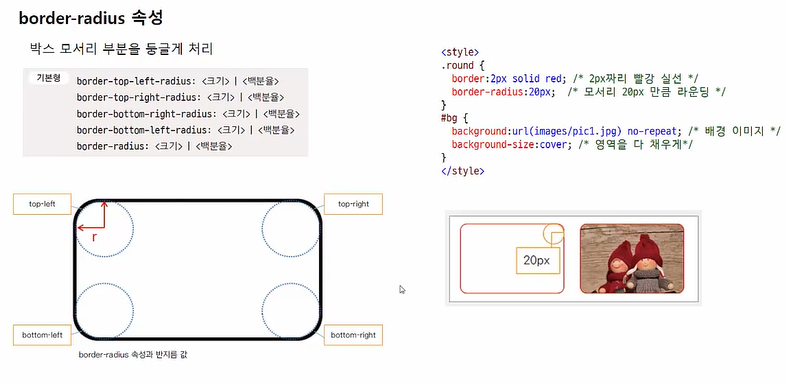 border-radius 속성
박스 모서리 부분을 둥글게 처리
기본형
border-top-left-radius: <크기> | <백분율>
border-top-right-radius: <크기> | <백분율>
border-bottom-right-radius: <크기> | <백분율>
border-bottom-left-radius: <크기> | <백분율>
border-radius: <크기> | <백분율>
top-left
top-right
r
bottom-left
bottom-right
border-radius 속성과 반지름 값
<style>
.round {
border:2px solid red; /* 2px짜리 빨강 실선 */
border-radius:20px; /* 모서리 20px 만큼 라운딩 */
}
#bg {
background:url(images/pic1.jpg) no-repeat; /* 배경 이미지 */
background-size:cover; /* 영역을 다 채우게*/
}
</style>
20px